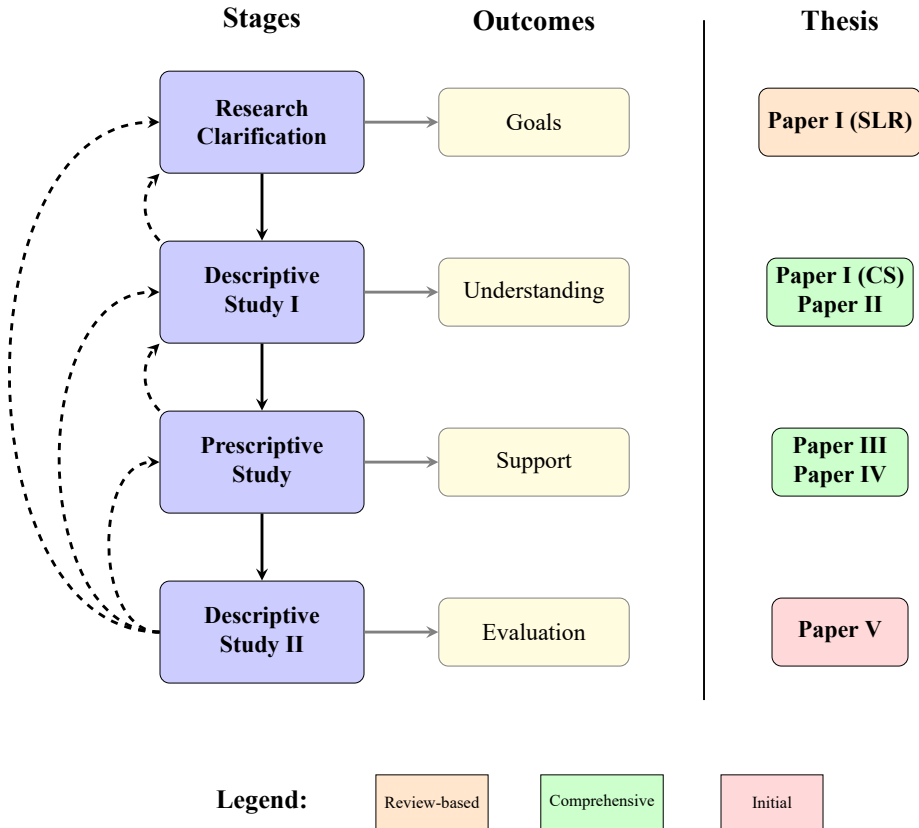 Stages
Outcomes
Thesis
Research
Clarification
Goals
Paper I (SLR)
Descriptive
Study I
Understanding
Paper I (CS)
Paper II
Prescriptive
Study
Support
Paper III
Paper IV
Descriptive
Study II
Evaluation
Paper V
Legend:
Review-based
Comprehensive
Initial